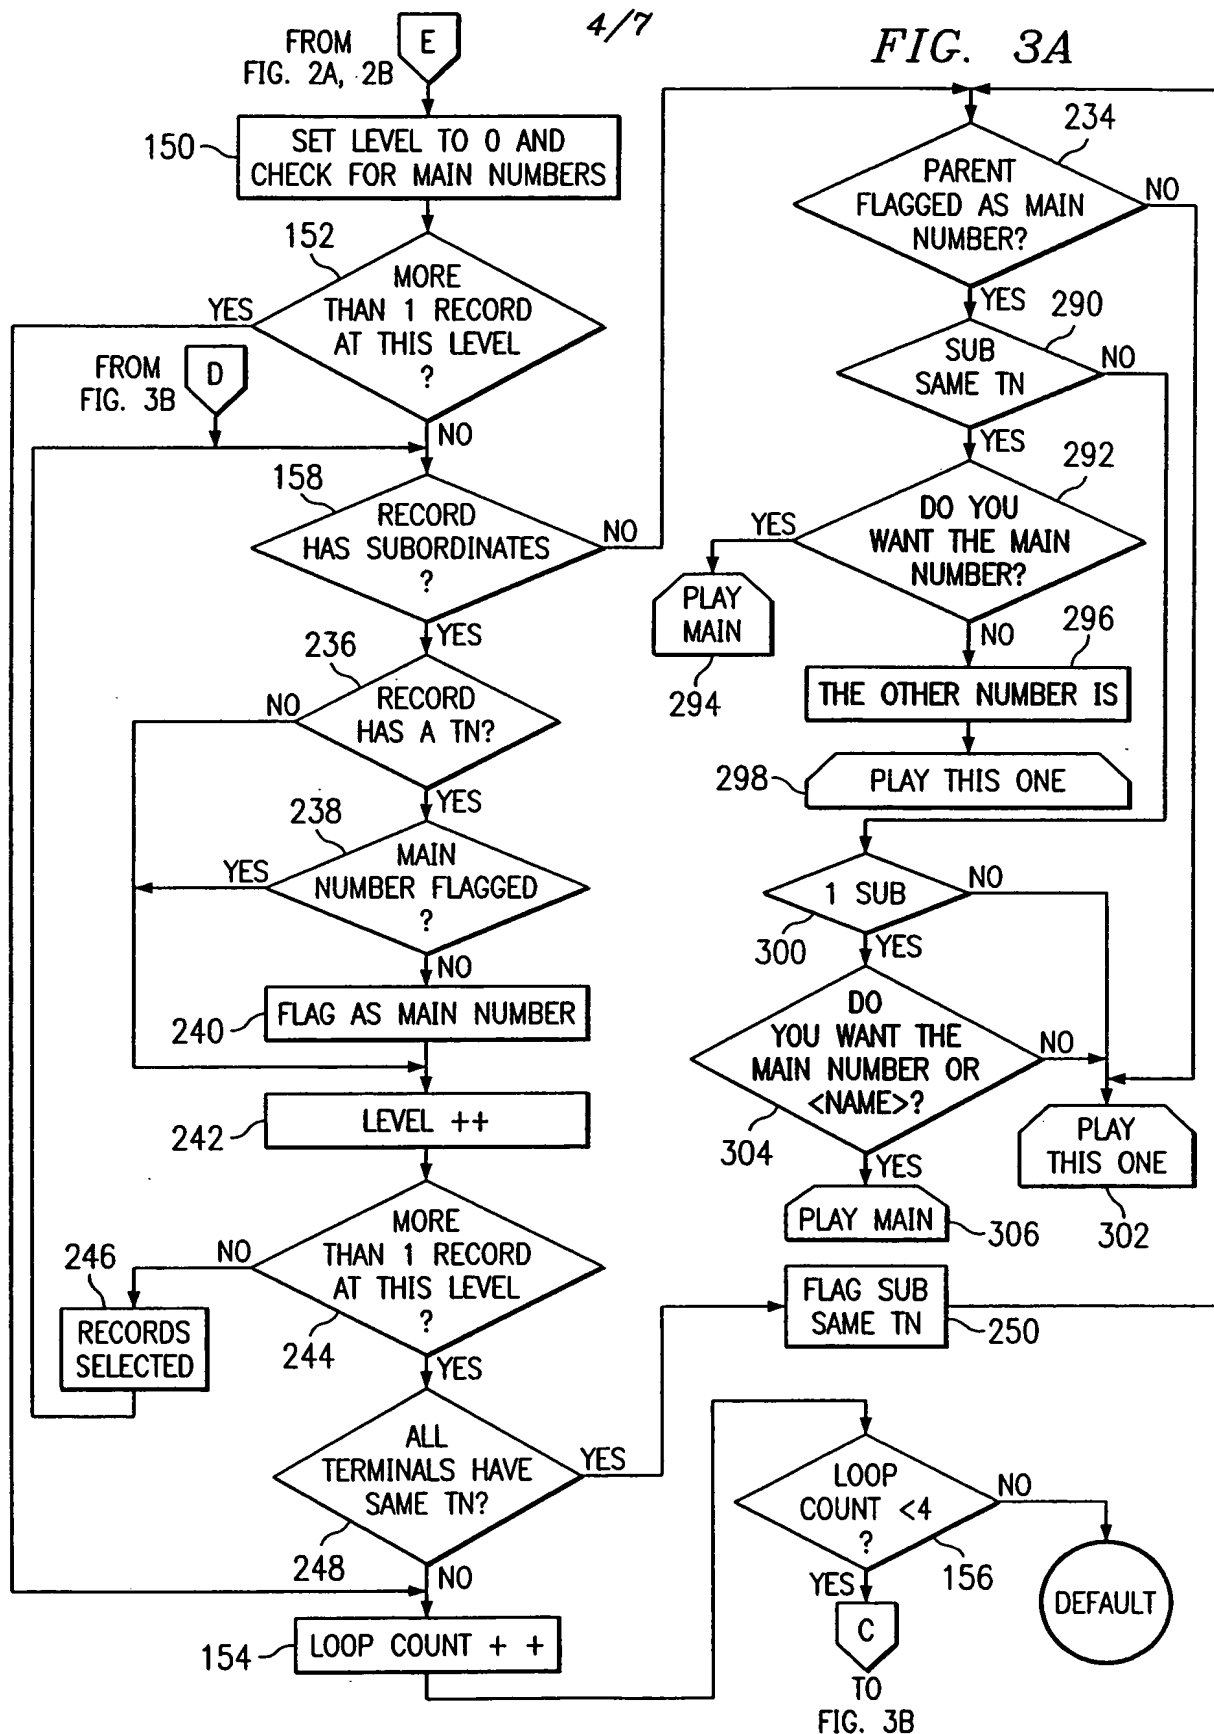 4/7
FIG. 3A
FROM
FIG. 2A, 2B
E
150
SET LEVEL TO 0 AND
CHECK FOR MAIN NUMBERS
152
MORE
THAN 1 RECORD
AT THIS LEVEL
?
YES
NO
FROM
FIG. 3B
D
158
RECORD
HAS SUBORDINATES
?
NO
YES
236
RECORD
HAS A TN?
NO
YES
238
MAIN
NUMBER FLAGGED
?
YES
NO
240
FLAG AS MAIN NUMBER
242
LEVEL ++
244
MORE
THAN 1 RECORD
AT THIS LEVEL
?
NO
YES
246
RECORDS
SELECTED
248
ALL
TERMINALS HAVE
SAME TN?
YES
NO
154
LOOP COUNT + +
234
PARENT
FLAGGED AS MAIN
NUMBER?
NO
YES
290
SUB
SAME TN
NO
YES
292
DO YOU
WANT THE MAIN
NUMBER?
YES
NO
PLAY
MAIN
294
296
THE OTHER NUMBER IS
298
PLAY THIS ONE
1 SUB
300
NO
YES
DO
YOU WANT THE
MAIN NUMBER OR
<NAME>?
304
NO
YES
PLAY
THIS ONE
302
PLAY MAIN
306
FLAG SUB
SAME TN
250
LOOP
COUNT <4
?
156
NO
YES
DEFAULT
C
TO
FIG. 3B